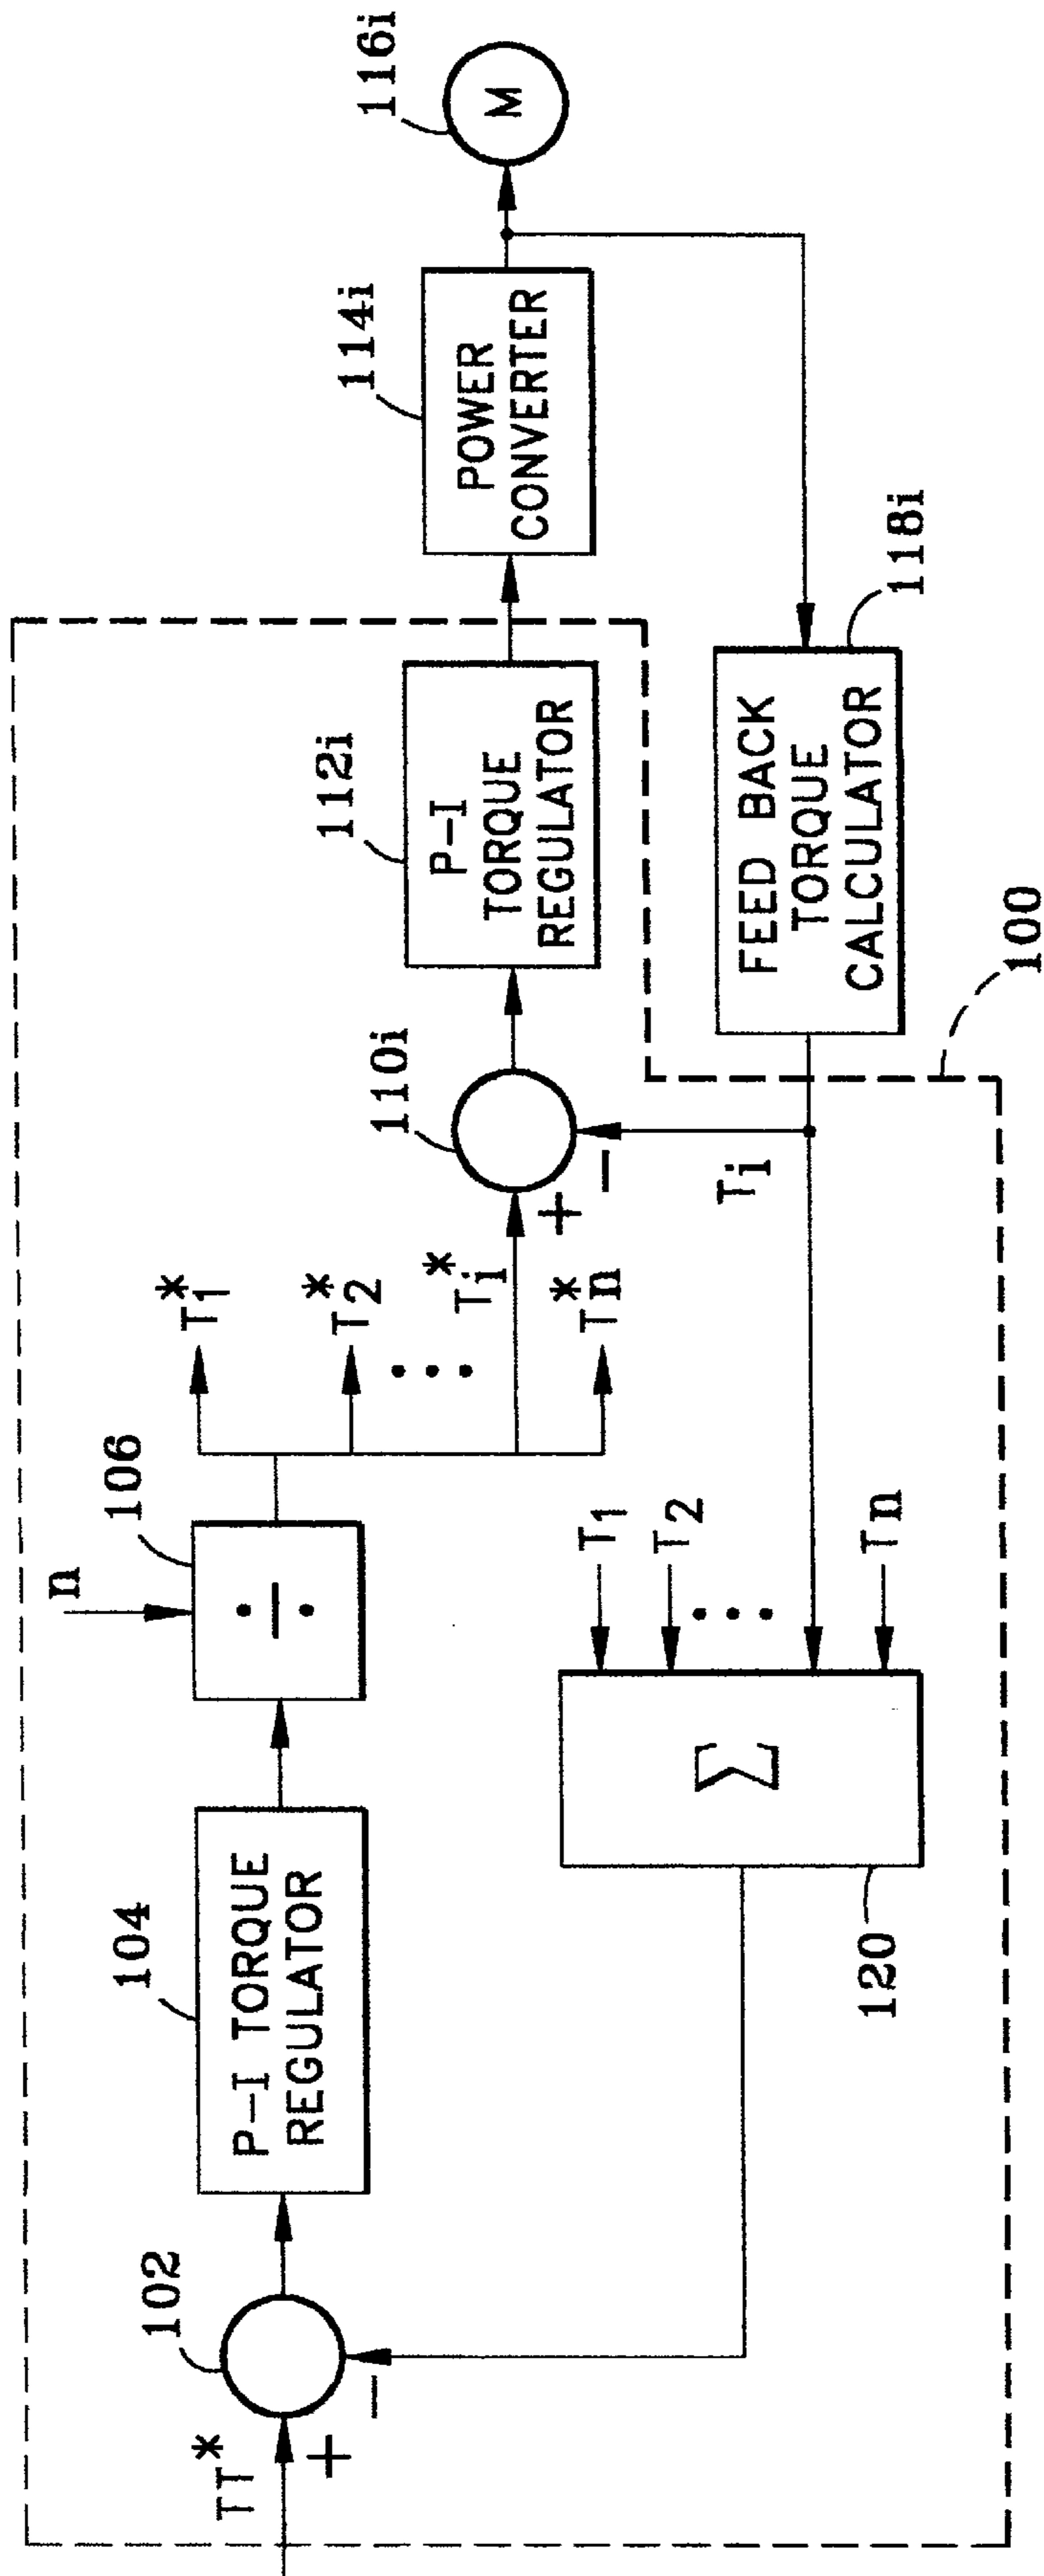 TT*
+
−
102
P-I TORQUE
REGULATOR
104
n
÷
106
T1*
T2*
...
Ti*
Tn*
+
−
110i
P-I
TORQUE
REGULATOR
112i
POWER
CONVERTER
114i
M
116i
FEED BACK
TORQUE
CALCULATOR
118i
Ti
T1
T2
...
Tn
Σ
120
100